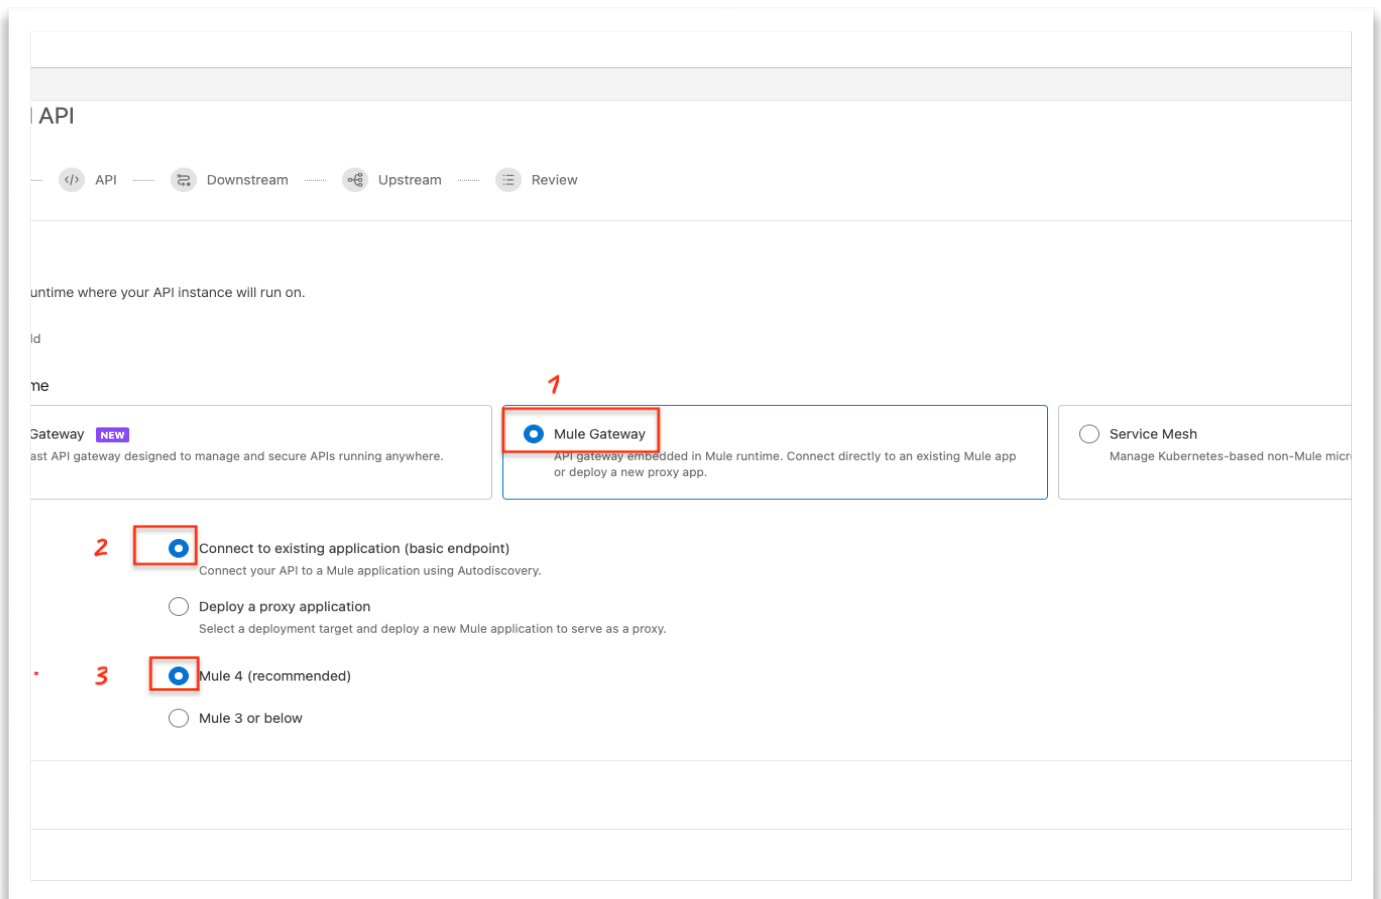 API
API
Downstream
Upstream
Review
untime where your API instance will run on.
ld
me
1
Gateway NEW
ast API gateway designed to manage and secure APIs running anywhere.
Mule Gateway
API gateway embedded in Mule runtime. Connect directly to an existing Mule app
or deploy a new proxy app.
Service Mesh
Manage Kubernetes-based non-Mule micr
2
Connect to existing application (basic endpoint)
Connect your API to a Mule application using Autodiscovery.
Deploy a proxy application
Select a deployment target and deploy a new Mule application to serve as a proxy.
* 3
Mule 4 (recommended)
Mule 3 or below